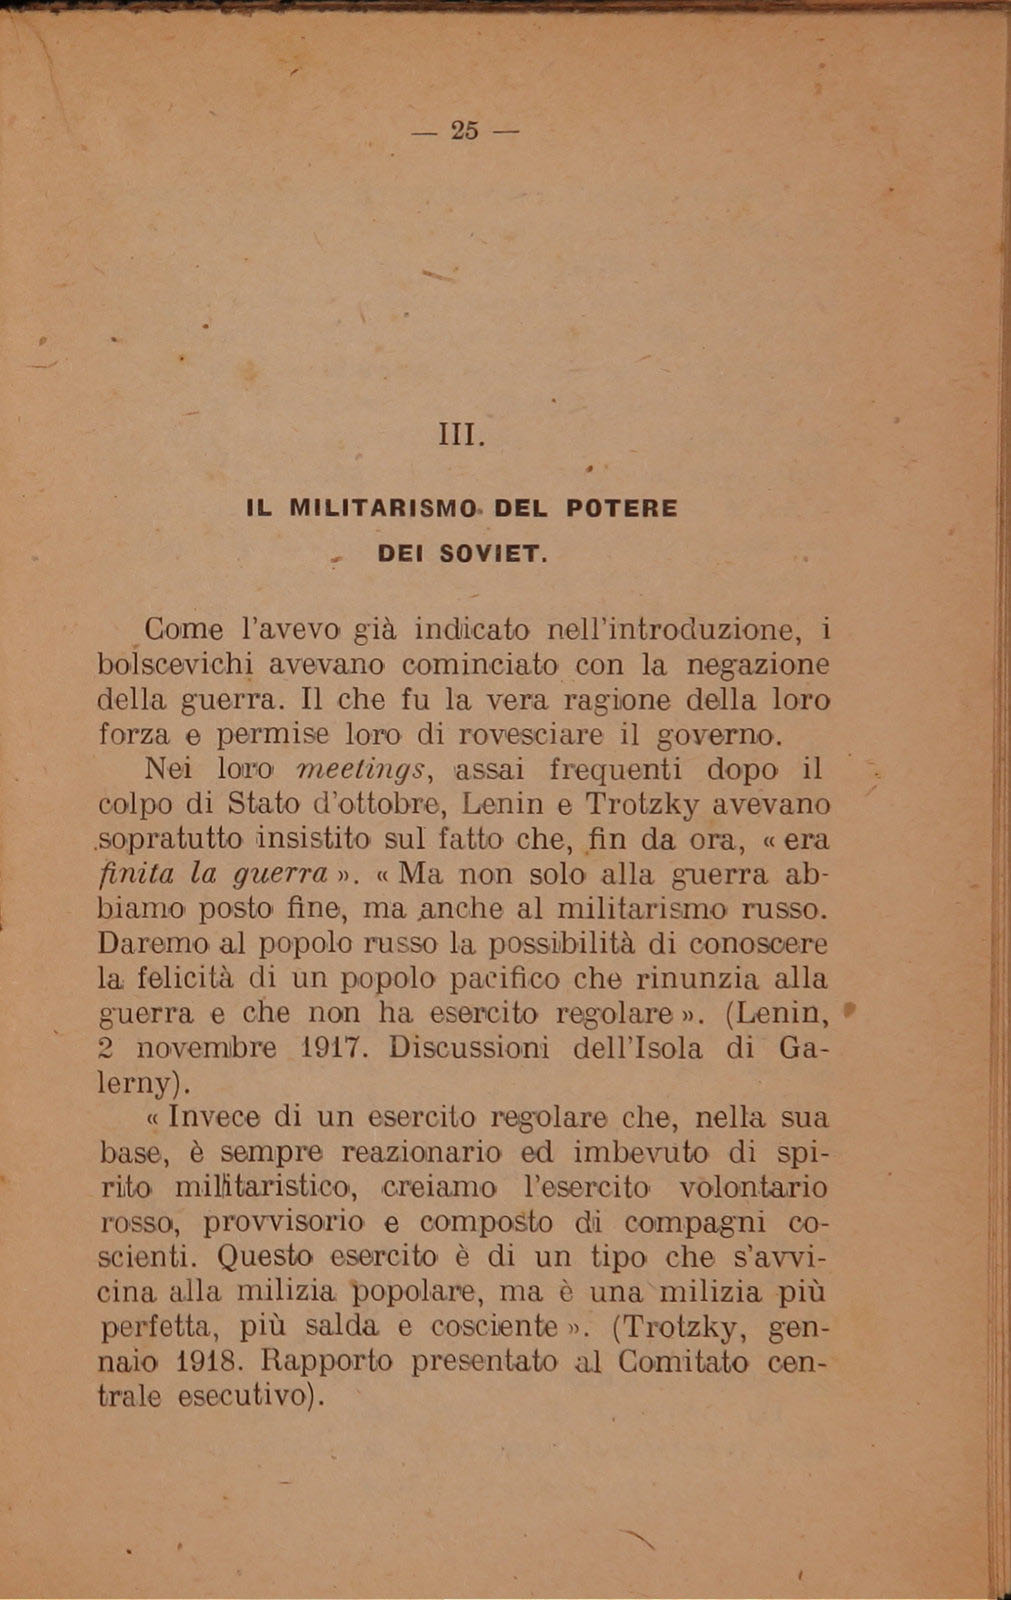 — 25 —
III.
IL MILITARISMO DEL POTERE
DEI SOVIET.
Come l'avevo già indicato nell'introduzione, i
bolscevichi avevano cominciato con la negazione
della guerra. Il che fu la vera ragione della loro
forza e permise loro di rovesciare il governo.
Nei loro meetings, assai frequenti dopo il
colpo di Stato d'ottobre, Lenin e Trotzky avevano
sopratutto insistito sul fatto che, fin da ora, « era
finita la guerra ». « Ma non solo alla guerra ab-
biamo posto fine, ma anche al militarismo russo.
Daremo al popolo russo la possibilità di conoscere
la felicità di un popolo pacifico che rinunzia alla
guerra e che non ha esercito regolare ». (Lenin,
2 novembre 1917. Discussioni dell'Isola di Ga-
lerny).
« Invece di un esercito regolare che, nella sua
base, è sempre reazionario ed imbevuto di spi-
rito militaristico, creiamo l'esercito volontario
rosso, provvisorio e composto di compagni co-
scienti. Questo esercito è di un tipo che s'avvi-
cina alla milizia popolare, ma è una milizia più
perfetta, più salda e cosciente ». (Trotzky, gen-
naio 1918. Rapporto presentato al Comitato cen-
trale esecutivo).